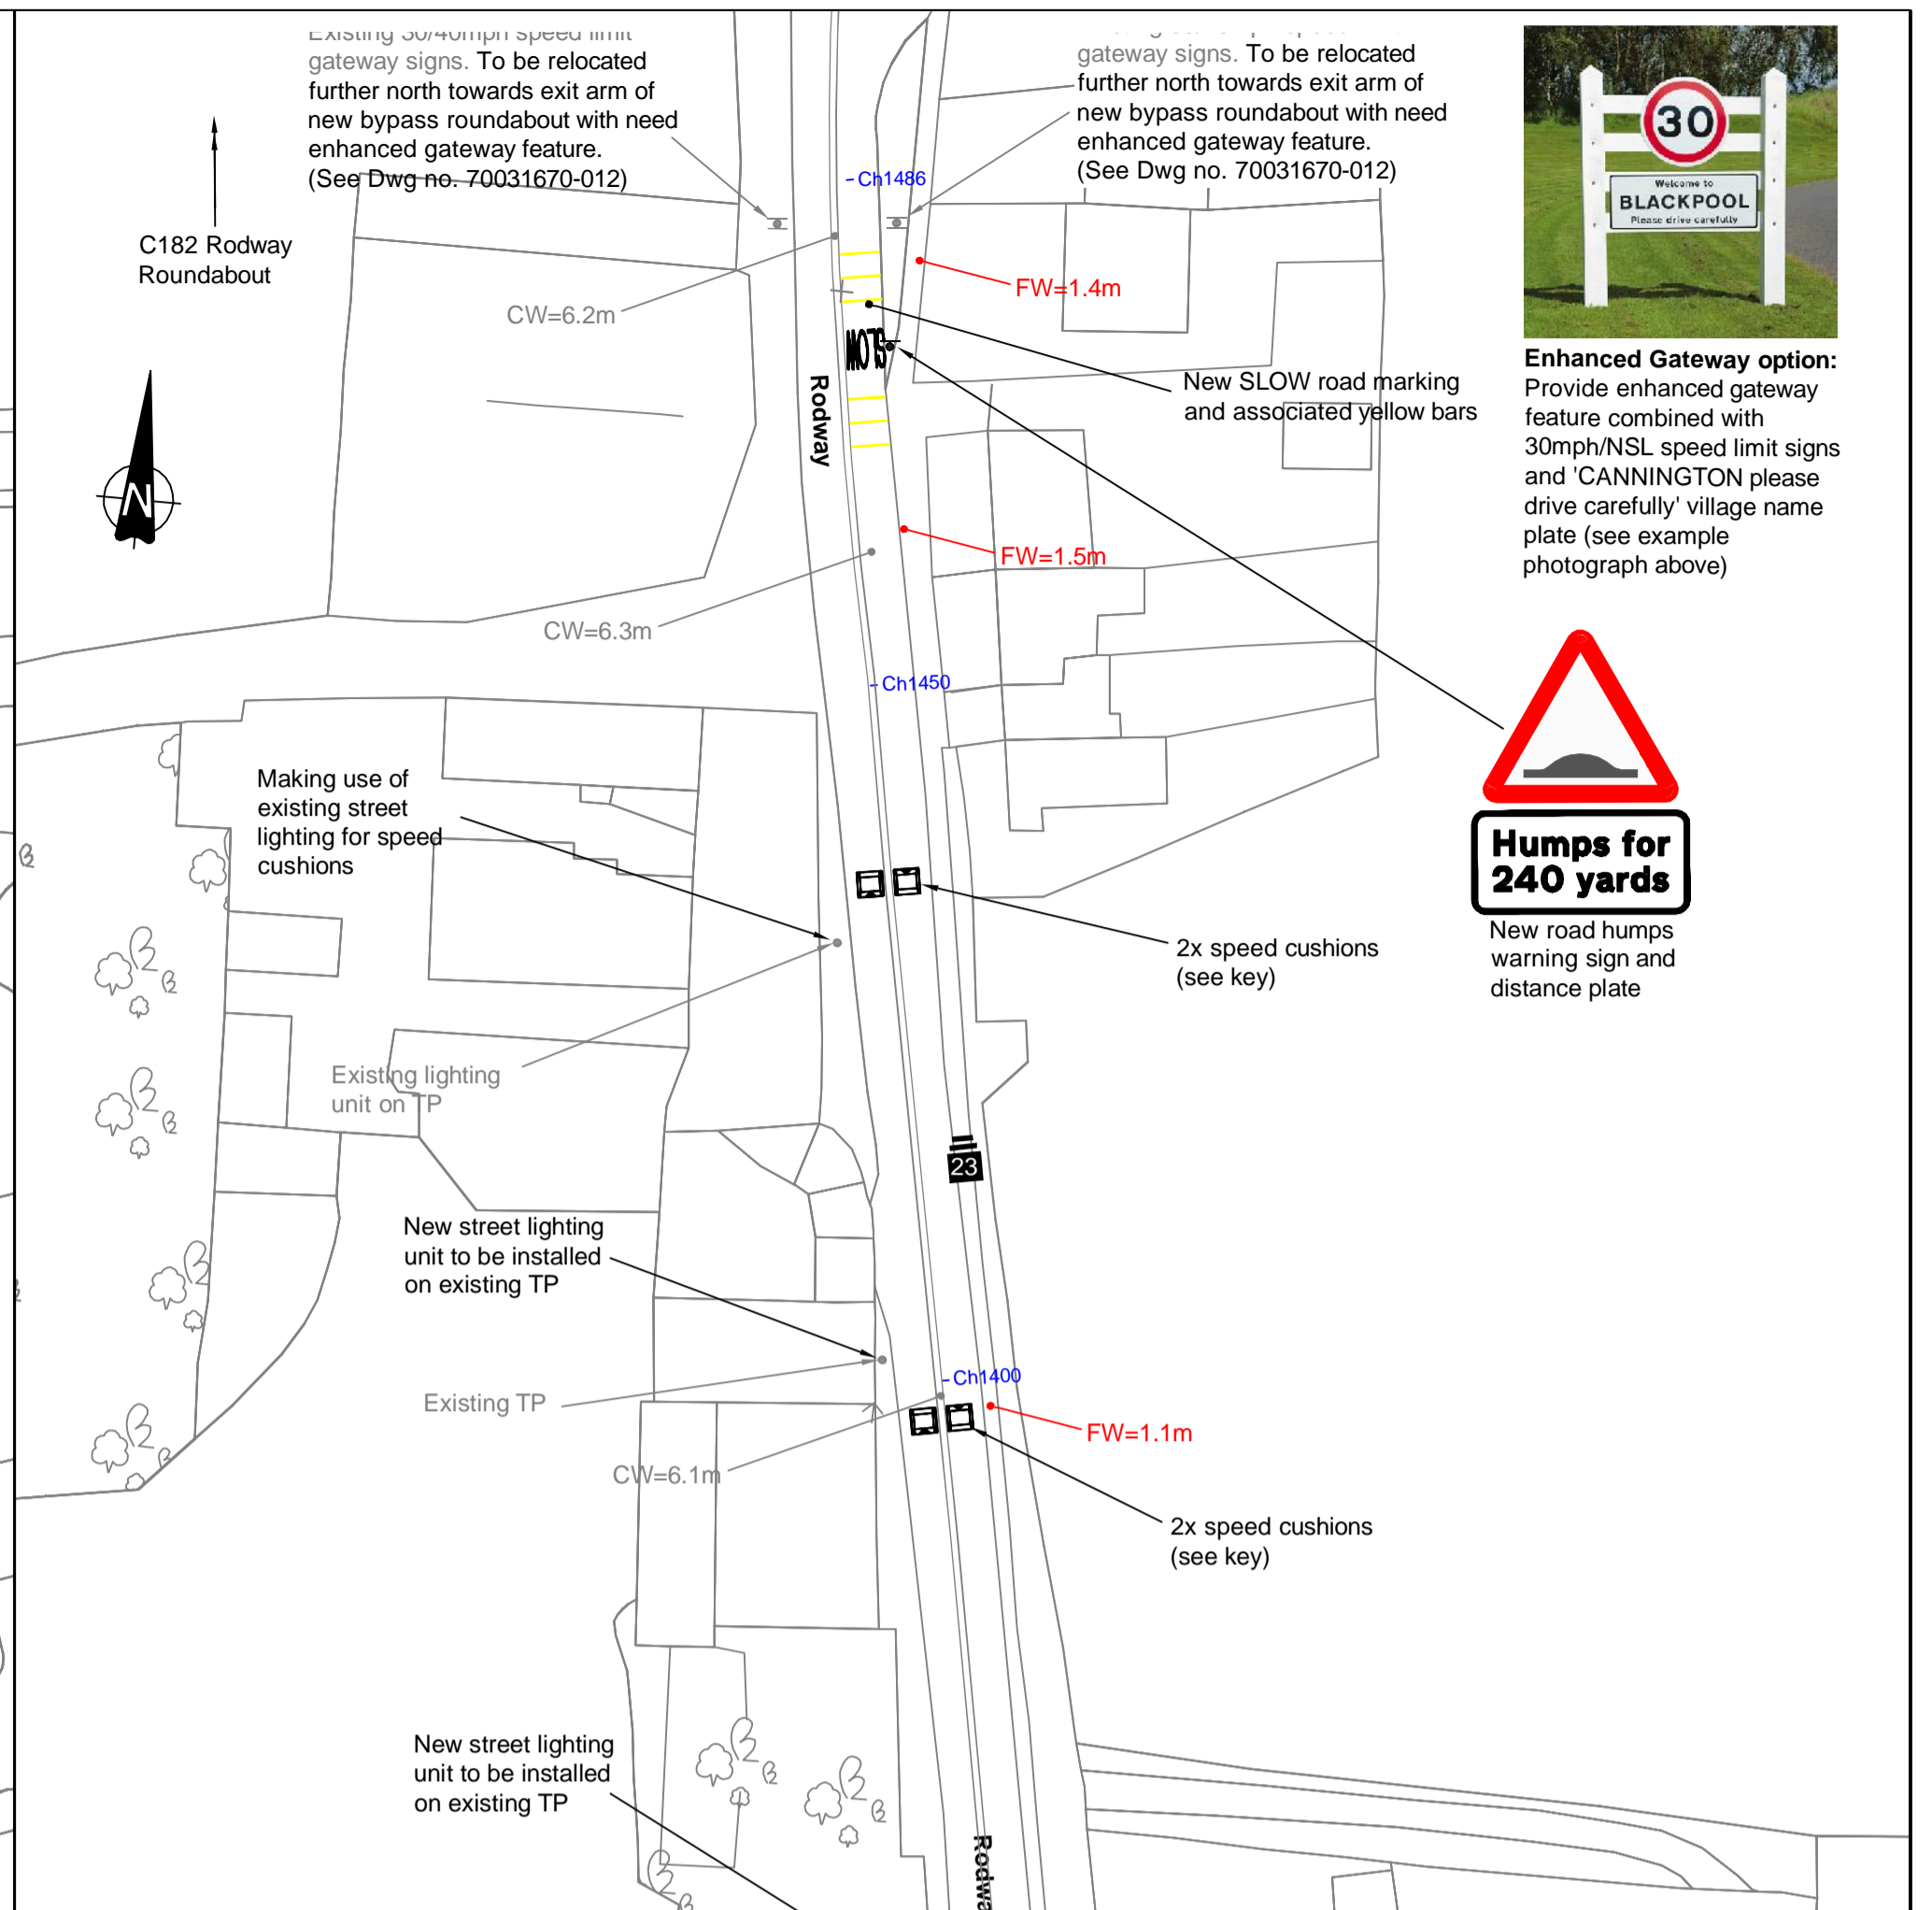 Existing 30/40mph speed limit
gateway signs. To be relocated
further north towards exit arm of
new bypass roundabout with need
enhanced gateway feature.
(See Dwg no. 70031670-012)
gateway signs. To be relocated
further north towards exit arm of
new bypass roundabout with need
enhanced gateway feature.
(See Dwg no. 70031670-012)
30
Welcome to
BLACKPOOL
Please drive carefully
Ch1486
C182 Rodway
Roundabout
FW=1.4m
CW=6.2m
SLOW
Rodway
New SLOW road marking
and associated yellow bars
Enhanced Gateway option:
Provide enhanced gateway
feature combined with
30mph/NSL speed limit signs
and 'CANNINGTON please
drive carefully' village name
plate (see example
photograph above)
N
FW=1.5m
CW=6.3m
Ch1450
Making use of
existing street
lighting for speed
cushions
Humps for
240 yards
New road humps
warning sign and
distance plate
2x speed cushions
(see key)
Existing lighting
unit on TP
23
New street lighting
unit to be installed
on existing TP
Ch1400
Existing TP
FW=1.1m
CW=6.1m
2x speed cushions
(see key)
New street lighting
unit to be installed
on existing TP
Rodwa